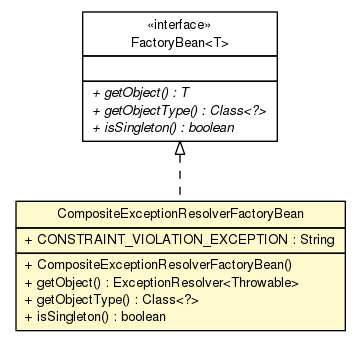 «interface»
FactoryBean<T>
+ getObject() : T
+ getObjectType() : Class<?>
+ isSingleton() : boolean
CompositeExceptionResolverFactoryBean
+ CONSTRAINT_VIOLATION_EXCEPTION : String
+ CompositeExceptionResolverFactoryBean()
+ getObject() : ExceptionResolver<Throwable>
+ getObjectType() : Class<?>
+ isSingleton() : boolean